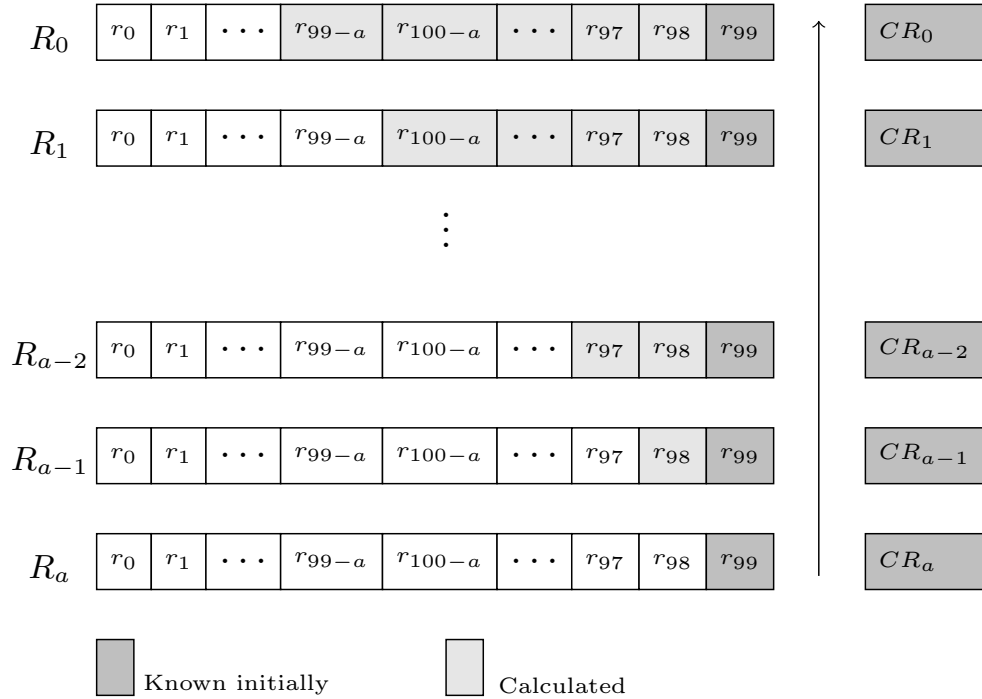 R₀ r₀ r₁ ··· r₉₉₋ₐ r₁₀₀₋ₐ ··· r₉₇ r₉₈ r₉₉ CR₀
R₁ r₀ r₁ ··· r₉₉₋ₐ r₁₀₀₋ₐ ··· r₉₇ r₉₈ r₉₉ CR₁
⋮
Rₐ₋₂ r₀ r₁ ··· r₉₉₋ₐ r₁₀₀₋ₐ ··· r₉₇ r₉₈ r₉₉ CRₐ₋₂
Rₐ₋₁ r₀ r₁ ··· r₉₉₋ₐ r₁₀₀₋ₐ ··· r₉₇ r₉₈ r₉₉ CRₐ₋₁
Rₐ r₀ r₁ ··· r₉₉₋ₐ r₁₀₀₋ₐ ··· r₉₇ r₉₈ r₉₉ CRₐ
Known initially Calculated